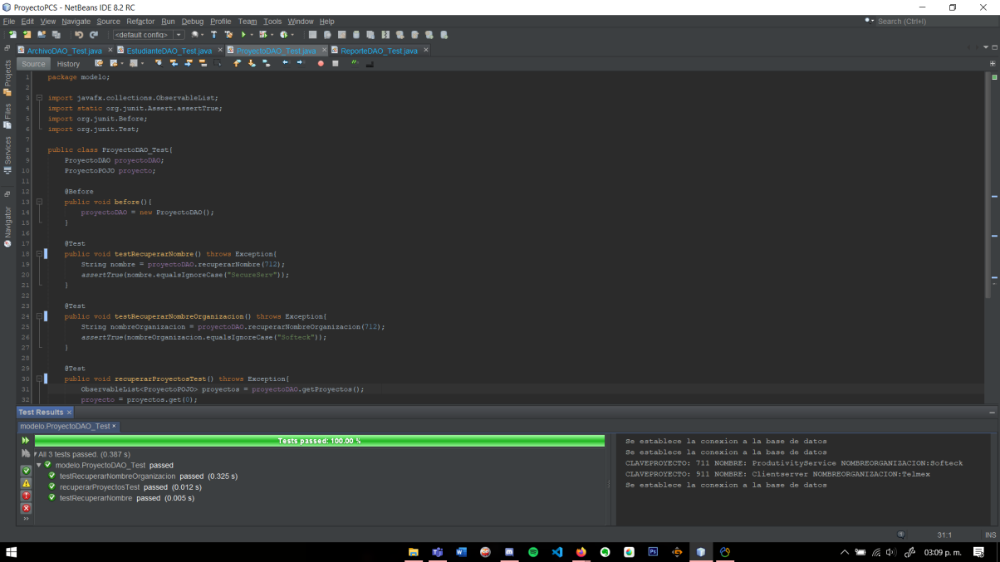 ProyectoPCS - NetBeans IDE 8.2 RC
File Edit View Navigate Source Refactor Run Debug Profile Team Tools Window Help
Search (Ctrl+I)
<default config>
ArchivoDAO_Test.java
EstudianteDAO_Test.java
ProyectoDAO_Test.java
ReporteDAO_Test.java
Source History
Projects
Files
Services
Navigator
1 package modelo;
2
3 import javafx.collections.ObservableList;
4 import static org.junit.Assert.assertTrue;
5 import org.junit.Before;
6 import org.junit.Test;
7
8 public class ProyectoDAO_Test{
9 ProyectoDAO proyectoDAO;
10 ProyectoPOJO proyecto;
11
12 @Before
13 public void before(){
14 proyectoDAO = new ProyectoDAO();
15 }
16
17 @Test
18 public void testRecuperarNombre() throws Exception{
19 String nombre = proyectoDAO.recuperarNombre(712);
20 assertTrue(nombre.equalsIgnoreCase("SecureServ"));
21 }
22
23 @Test
24 public void testRecuperarNombreOrganizacion() throws Exception{
25 String nombreOrganizacion = proyectoDAO.recuperarNombreOrganizacion(712);
26 assertTrue(nombreOrganizacion.equalsIgnoreCase("Softeck"));
27 }
28
29 @Test
30 public void recuperarProyectosTest() throws Exception{
31 ObservableList<ProyectoPOJO> proyectos = proyectoDAO.getProyectos();
32 proyecto = proyectos.get(0);
Test Results
modelo.ProyectoDAO_Test
Tests passed: 100.00 %
All 3 tests passed. (0.387 s)
modelo.ProyectoDAO_Test passed
testRecuperarNombreOrganizacion passed (0.325 s)
recuperarProyectosTest passed (0.012 s)
testRecuperarNombre passed (0.005 s)
Se establece la conexion a la base de datos
Se establece la conexion a la base de datos
CLAVEPROYECTO: 711 NOMBRE: ProdutivityService NOMBREORGANIZACION:Softeck
CLAVEPROYECTO: 911 NOMBRE: Clientserver NOMBREORGANIZACION:Telmex
Se establece la conexion a la base de datos
31:1 INS
03:09 p. m.